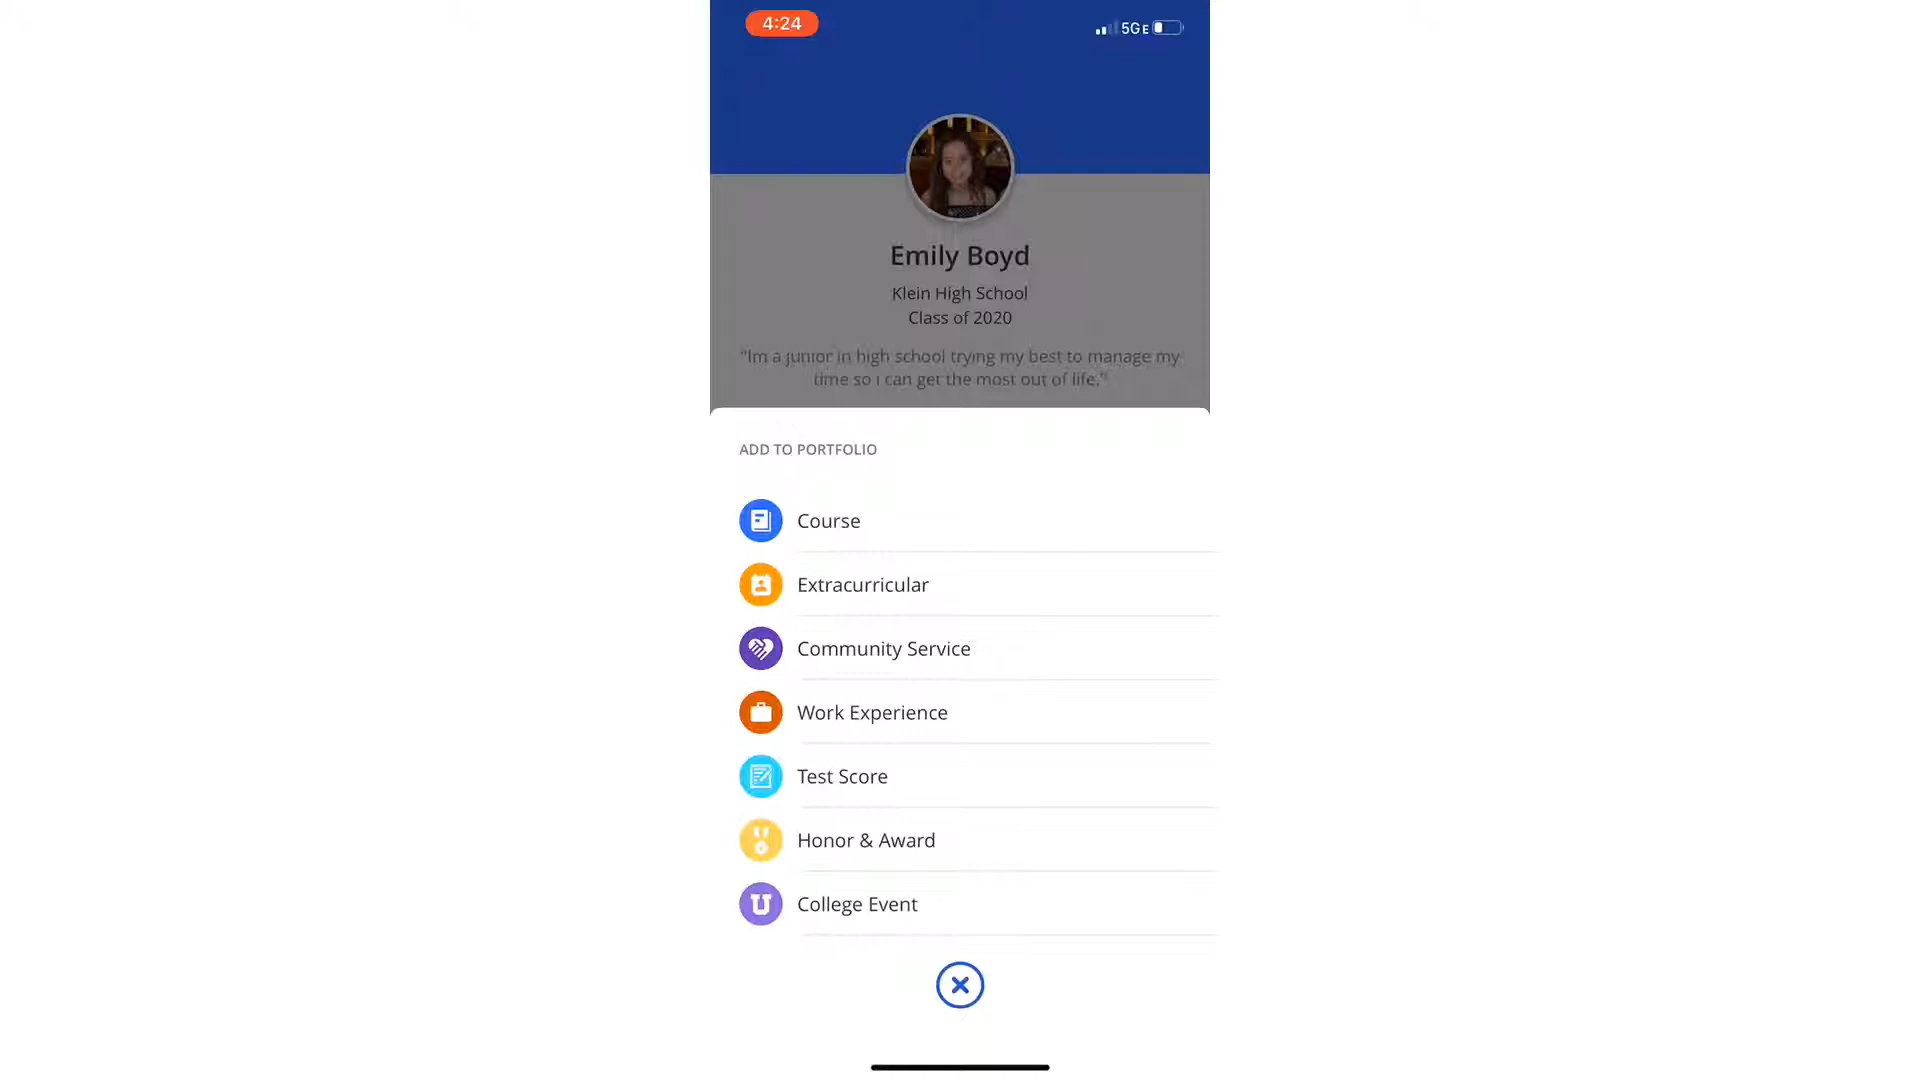 4:24
5GE
Emily Boyd
Klein High School
Class of 2020
"Im a junior in high school trying my best to manage my
time so i can get the most out of life."
ADD TO PORTFOLIO
Course
Extracurricular
Community Service
Work Experience
Test Score
Honor & Award
College Event